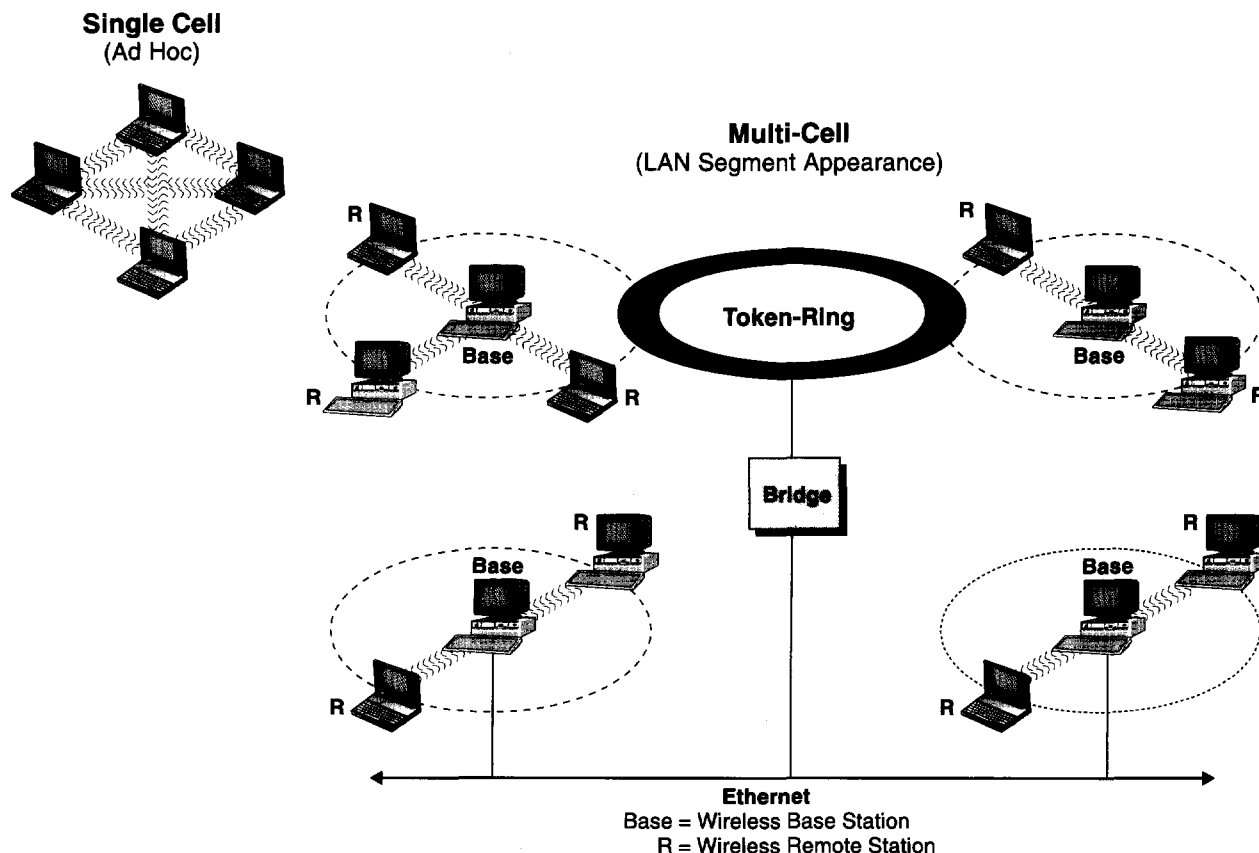 Single Cell
(Ad Hoc)
Multi-Cell
(LAN Segment Appearance)
R
R
Token-Ring
Base
Base
R
R
R
Bridge
R
R
Base
Base
R
R
Ethernet
Base = Wireless Base Station
R = Wireless Remote Station